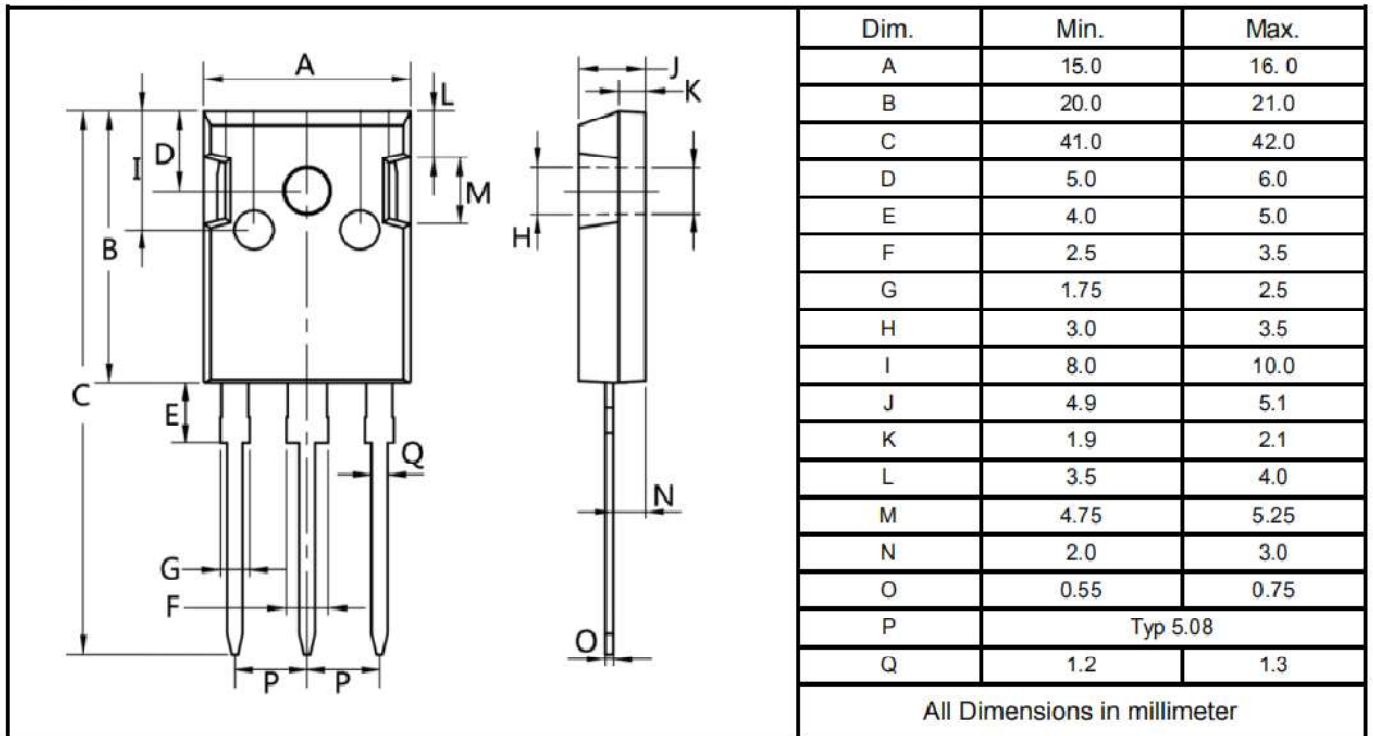 A
L
J
K
D
I
M
H
B
C
E
Q
N
G
F
O
P P
Dim. Min. Max.
A 15.0 16. 0
B 20.0 21.0
C 41.0 42.0
D 5.0 6.0
E 4.0 5.0
F 2.5 3.5
G 1.75 2.5
H 3.0 3.5
I 8.0 10.0
J 4.9 5.1
K 1.9 2.1
L 3.5 4.0
M 4.75 5.25
N 2.0 3.0
O 0.55 0.75
P Typ 5.08
Q 1.2 1.3
All Dimensions in millimeter